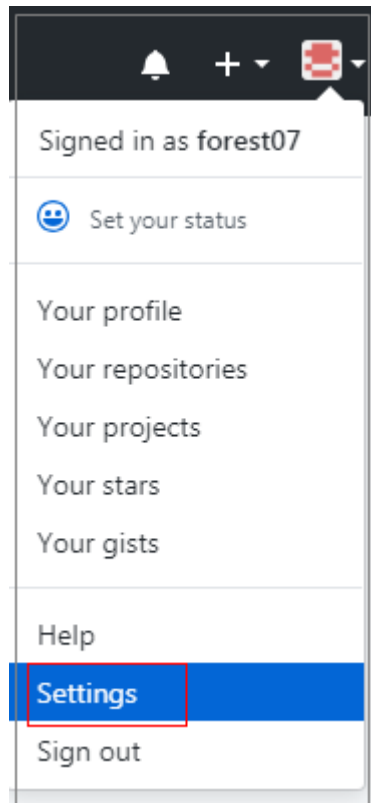 Signed in as forest07
Set your status
Your profile
Your repositories
Your projects
Your stars
Your gists
Help
Settings
Sign out